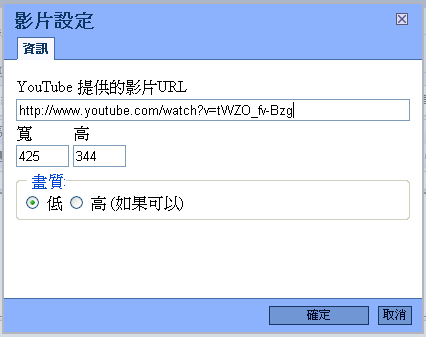 影片設定
資訊
YouTube 提供的影片URL
http://www.youtube.com/watch?v=tWZO_fv-Bzg
寬 高
425 344
畫質:
低 高 (如果可以)
確定 取消